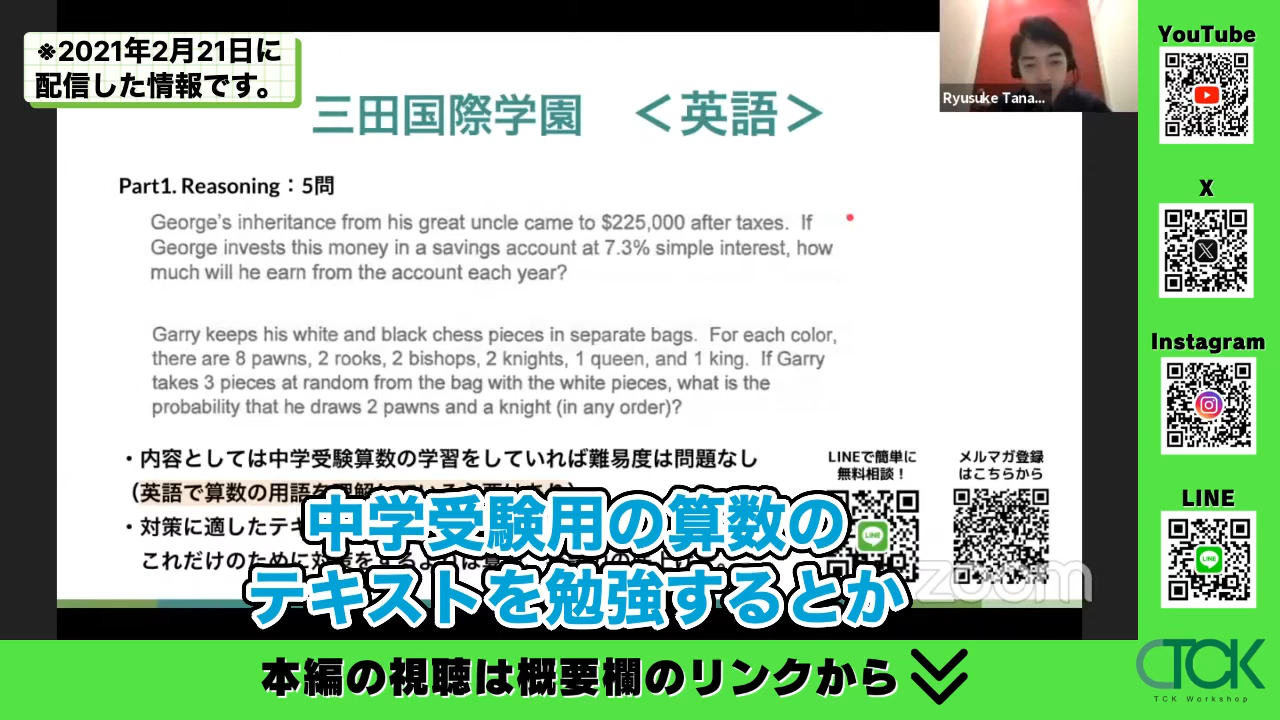 ※2021年2月21日に
配信した情報です。
三田国際学園 ＜英語＞
Ryusuke Tana...
Part1. Reasoning：5問
George's inheritance from his great uncle came to $225,000 after taxes. If
George invests this money in a savings account at 7.3% simple interest, how
much will he earn from the account each year?
Garry keeps his white and black chess pieces in separate bags. For each color,
there are 8 pawns, 2 rooks, 2 bishops, 2 knights, 1 queen, and 1 king. If Garry
takes 3 pieces at random from the bag with the white pieces, what is the
probability that he draws 2 pawns and a knight (in any order)?
・内容としては中学受験算数の学習をしていれば難易度は問題なし
（英語で算数の用語を
・対策に適したテキ
これだけのために対策をする
LINEで簡単に
無料相談！
メルマガ登録
はこちらから
LINE
zoom
中学受験用の算数の
テキストを勉強するとか
本編の視聴は概要欄のリンクから
YouTube
X
Instagram
LINE
LINE
TCK
TCK Workshop